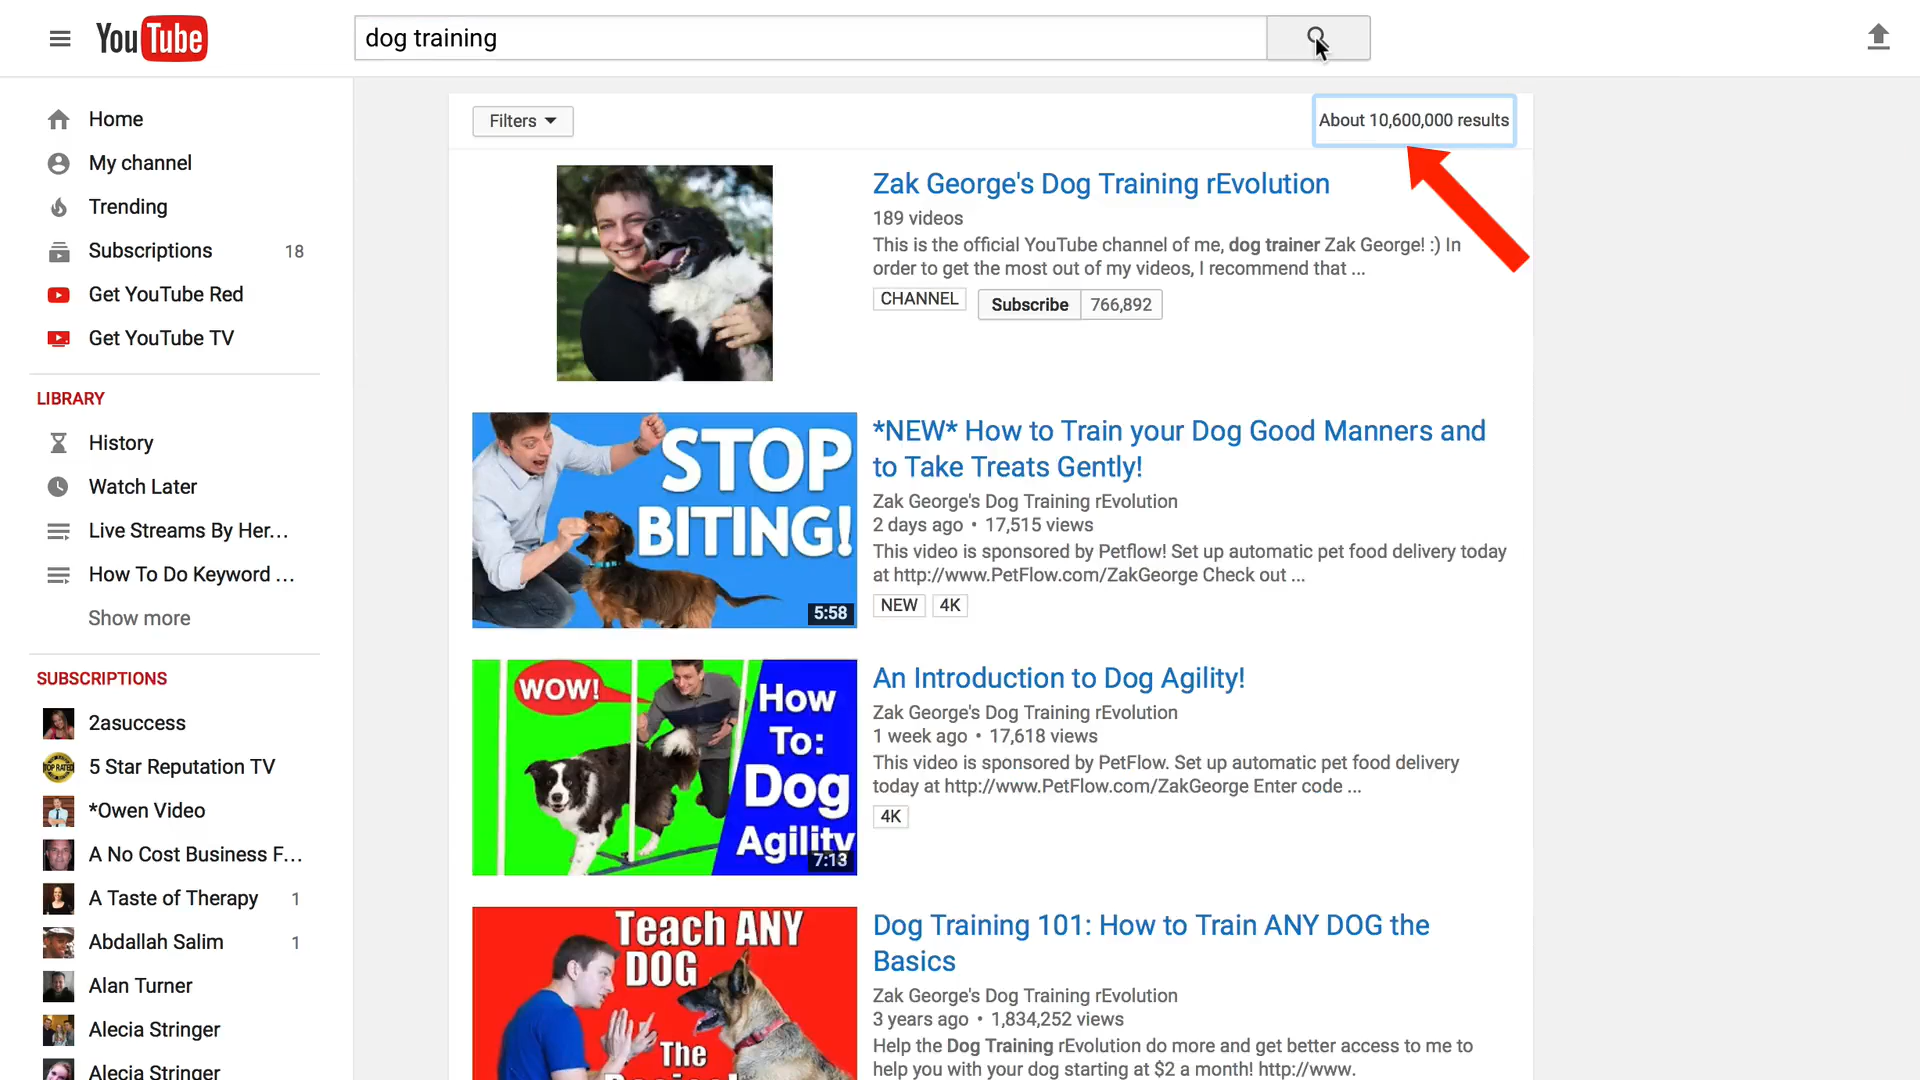 YouTube
dog training
Home
My channel
Trending
Subscriptions 18
Get YouTube Red
Get YouTube TV
LIBRARY
History
Watch Later
Live Streams By Her...
How To Do Keyword ...
Show more
SUBSCRIPTIONS
2asuccess
TOP RATED
5 Star Reputation TV
*Owen Video
A No Cost Business F...
A Taste of Therapy 1
Abdallah Salim 1
Alan Turner
Alecia Stringer
Alecia Stringer
Filters
About 10,600,000 results
Zak George's Dog Training rEvolution
189 videos
This is the official YouTube channel of me, dog trainer Zak George! :) In
order to get the most out of my videos, I recommend that ...
CHANNEL
Subscribe 766,892
STOP
BITING!
5:58
*NEW* How to Train your Dog Good Manners and
to Take Treats Gently!
Zak George's Dog Training rEvolution
2 days ago • 17,515 views
This video is sponsored by Petflow! Set up automatic pet food delivery today
at http://www.PetFlow.com/ZakGeorge Check out ...
NEW 4K
WOW!
How
To:
Dog
Agility
7:13
An Introduction to Dog Agility!
Zak George's Dog Training rEvolution
1 week ago • 17,618 views
This video is sponsored by PetFlow. Set up automatic pet food delivery
today at http://www.PetFlow.com/ZakGeorge Enter code ...
4K
Teach ANY
DOG
The
Dog Training 101: How to Train ANY DOG the
Basics
Zak George's Dog Training rEvolution
3 years ago • 1,834,252 views
Help the Dog Training rEvolution do more and get better access to me to
help you with your dog starting at $2 a month! http://www.